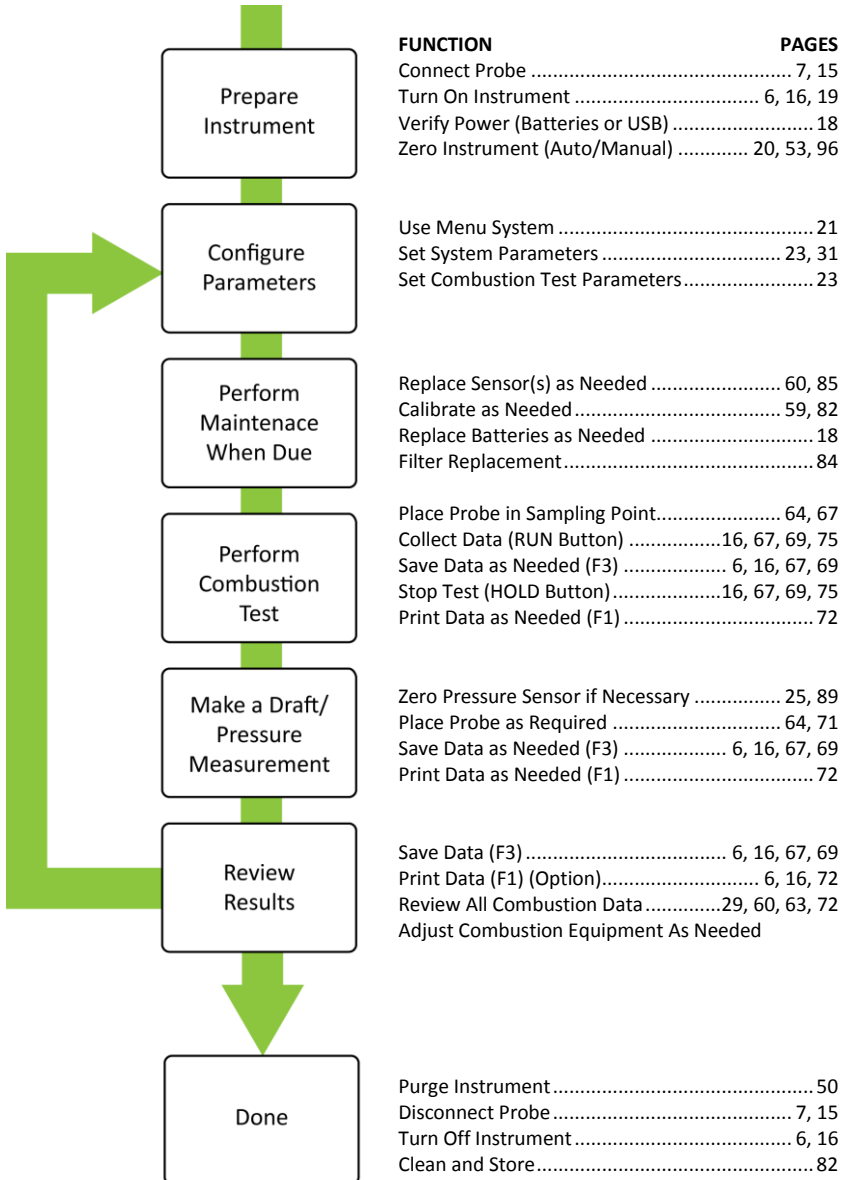 FUNCTION PAGES
Prepare
Instrument
Connect Probe ............................................. 7, 15
Turn On Instrument ................................ 6, 16, 19
Verify Power (Batteries or USB) ........................ 18
Zero Instrument (Auto/Manual) ............. 20, 53, 96
Configure
Parameters
Use Menu System ............................................ 21
Set System Parameters ............................... 23, 31
Set Combustion Test Parameters ....................... 23
Perform
Maintenace
When Due
Replace Sensor(s) as Needed ....................... 60, 85
Calibrate as Needed .................................... 59, 82
Replace Batteries as Needed ............................ 18
Filter Replacement ........................................... 84
Perform
Combustion
Test
Place Probe in Sampling Point ...................... 64, 67
Collect Data (RUN Button) ................ 16, 67, 69, 75
Save Data as Needed (F3) .................. 6, 16, 67, 69
Stop Test (HOLD Button) ................... 16, 67, 69, 75
Print Data as Needed (F1) ................................. 72
Make a Draft/
Pressure
Measurement
Zero Pressure Sensor if Necessary ................ 25, 89
Place Probe as Required .............................. 64, 71
Save Data as Needed (F3) .................. 6, 16, 67, 69
Print Data as Needed (F1) ................................. 72
Review
Results
Save Data (F3) ................................... 6, 16, 67, 69
Print Data (F1) (Option) ........................... 6, 16, 72
Review All Combustion Data ............. 29, 60, 63, 72
Adjust Combustion Equipment As Needed
Done
Purge Instrument ............................................. 50
Disconnect Probe ......................................... 7, 15
Turn Off Instrument ...................................... 6, 16
Clean and Store ................................................ 82